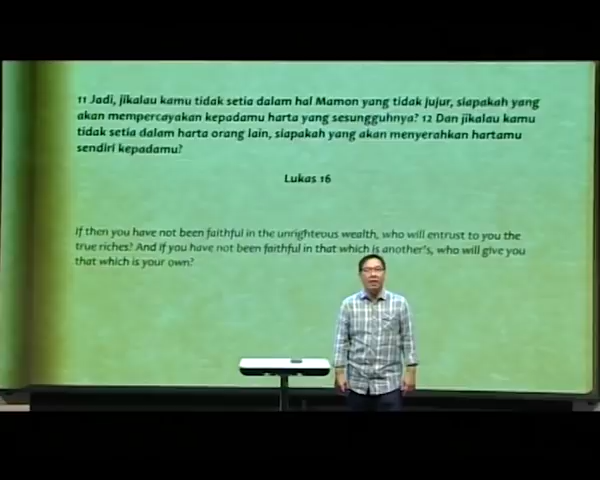 11 Jadi, jikalau kamu tidak setia dalam hal Mamon yang tidak jujur, siapakah yang
akan mempercayakan kepadamu harta yang sesungguhnya? 12 Dan jikalau kamu
tidak setia dalam harta orang lain, siapakah yang akan menyerahkan hartamu
sendiri kepadamu?
Lukas 16
If then you have not been faithful in the unrighteous wealth, who will entrust to you the
true riches? And if you have not been faithful in that which is another's, who will give you
that which is your own?